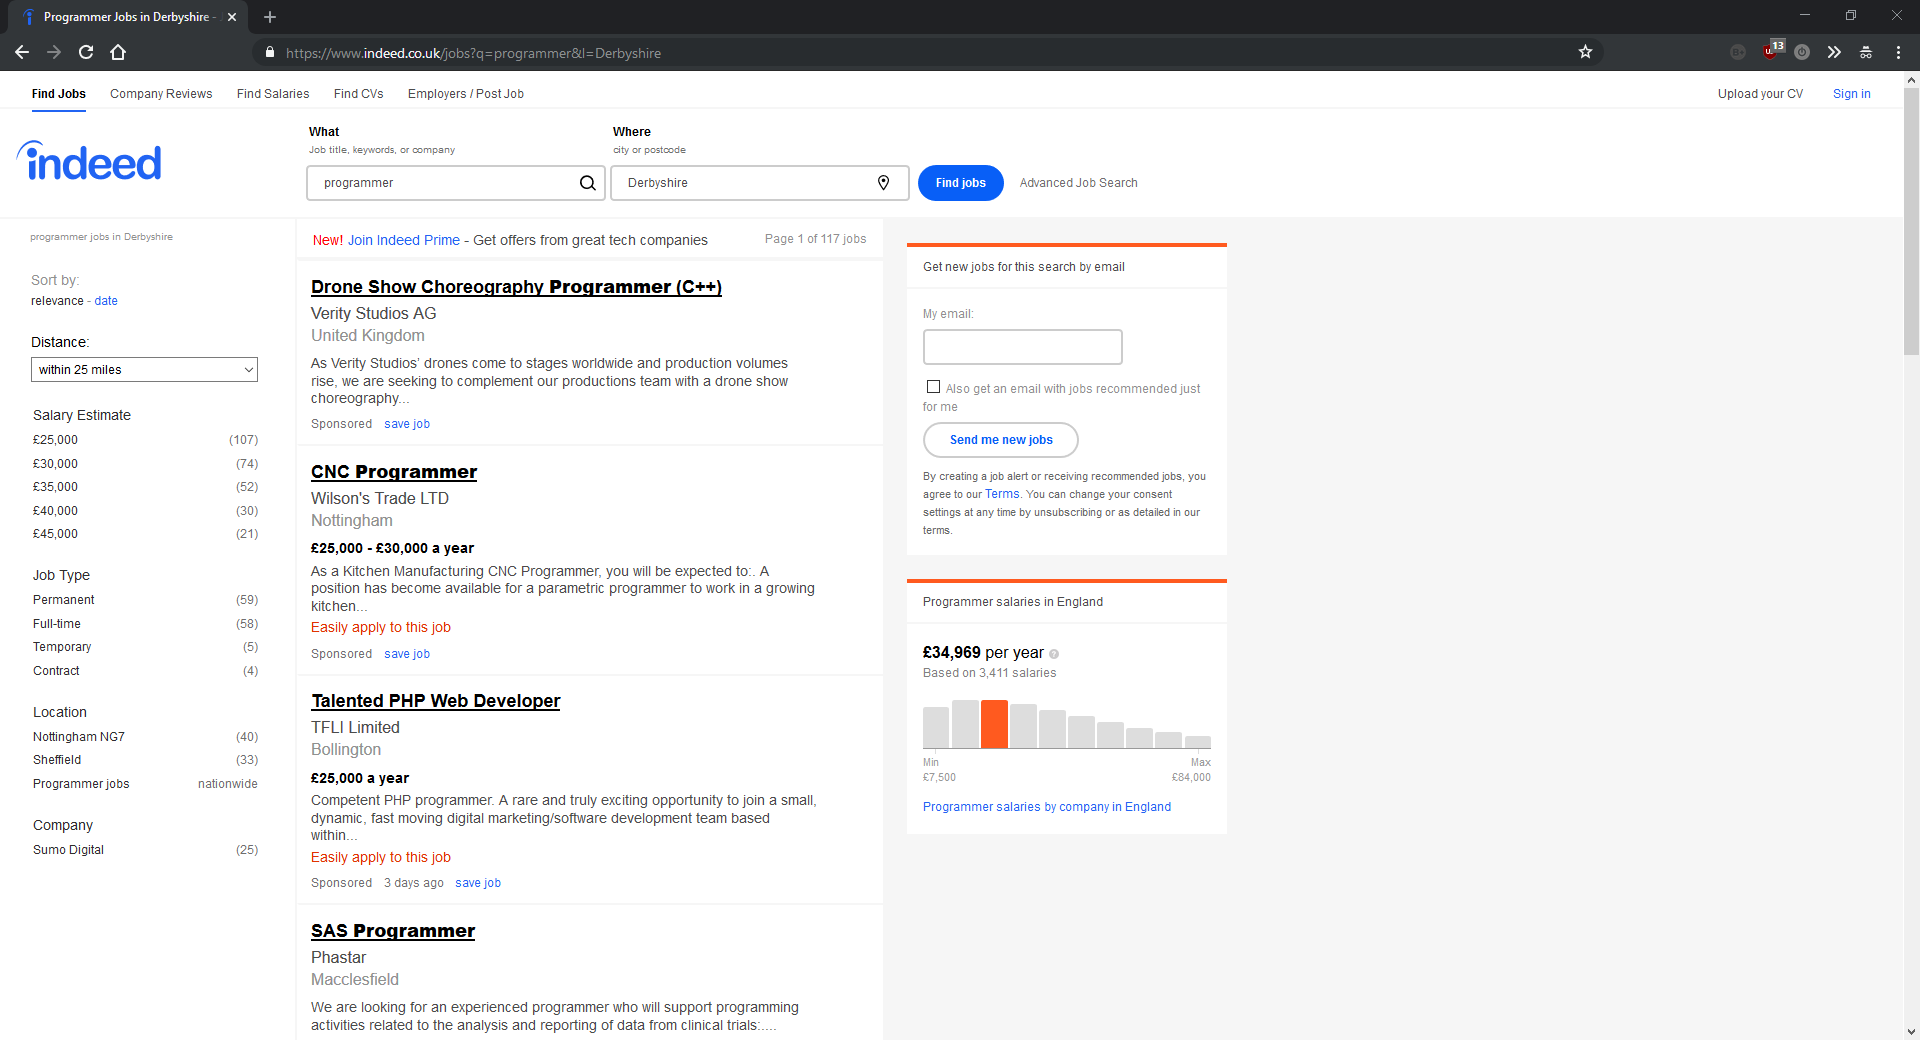 Programmer Jobs in Derbyshire -
https://www.indeed.co.uk/jobs?q=programmer&l=Derbyshire
13
Find Jobs Company Reviews Find Salaries Find CVs Employers / Post Job Upload your CV Sign in
indeed
What
Job title, keywords, or company
programmer
Where
city or postcode
Derbyshire
Find jobs Advanced Job Search
programmer jobs in Derbyshire
Sort by:
relevance - date
Distance:
within 25 miles
Salary Estimate
£25,000 (107)
£30,000 (74)
£35,000 (52)
£40,000 (30)
£45,000 (21)
Job Type
Permanent (59)
Full-time (58)
Temporary (5)
Contract (4)
Location
Nottingham NG7 (40)
Sheffield (33)
Programmer jobs nationwide
Company
Sumo Digital (25)
New! Join Indeed Prime - Get offers from great tech companies Page 1 of 117 jobs
Drone Show Choreography Programmer (C++)
Verity Studios AG
United Kingdom
As Verity Studios' drones come to stages worldwide and production volumes
rise, we are seeking to complement our productions team with a drone show
choreography...
Sponsored save job
CNC Programmer
Wilson's Trade LTD
Nottingham
£25,000 - £30,000 a year
As a Kitchen Manufacturing CNC Programmer, you will be expected to:. A
position has become available for a parametric programmer to work in a growing
kitchen...
Easily apply to this job
Sponsored save job
Talented PHP Web Developer
TFLI Limited
Bollington
£25,000 a year
Competent PHP programmer. A rare and truly exciting opportunity to join a small,
dynamic, fast moving digital marketing/software development team based
within...
Easily apply to this job
Sponsored 3 days ago save job
SAS Programmer
Phastar
Macclesfield
We are looking for an experienced programmer who will support programming
activities related to the analysis and reporting of data from clinical trials:....
Get new jobs for this search by email
My email:
Also get an email with jobs recommended just
for me
Send me new jobs
By creating a job alert or receiving recommended jobs, you
agree to our Terms. You can change your consent
settings at any time by unsubscribing or as detailed in our
terms.
Programmer salaries in England
£34,969 per year ?
Based on 3,411 salaries
Min Max
£7,500 £84,000
Programmer salaries by company in England